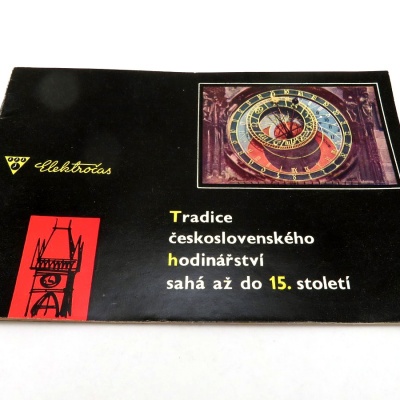 Elektročas
Tradice
československého
hodinářství
sahá až do 15. století